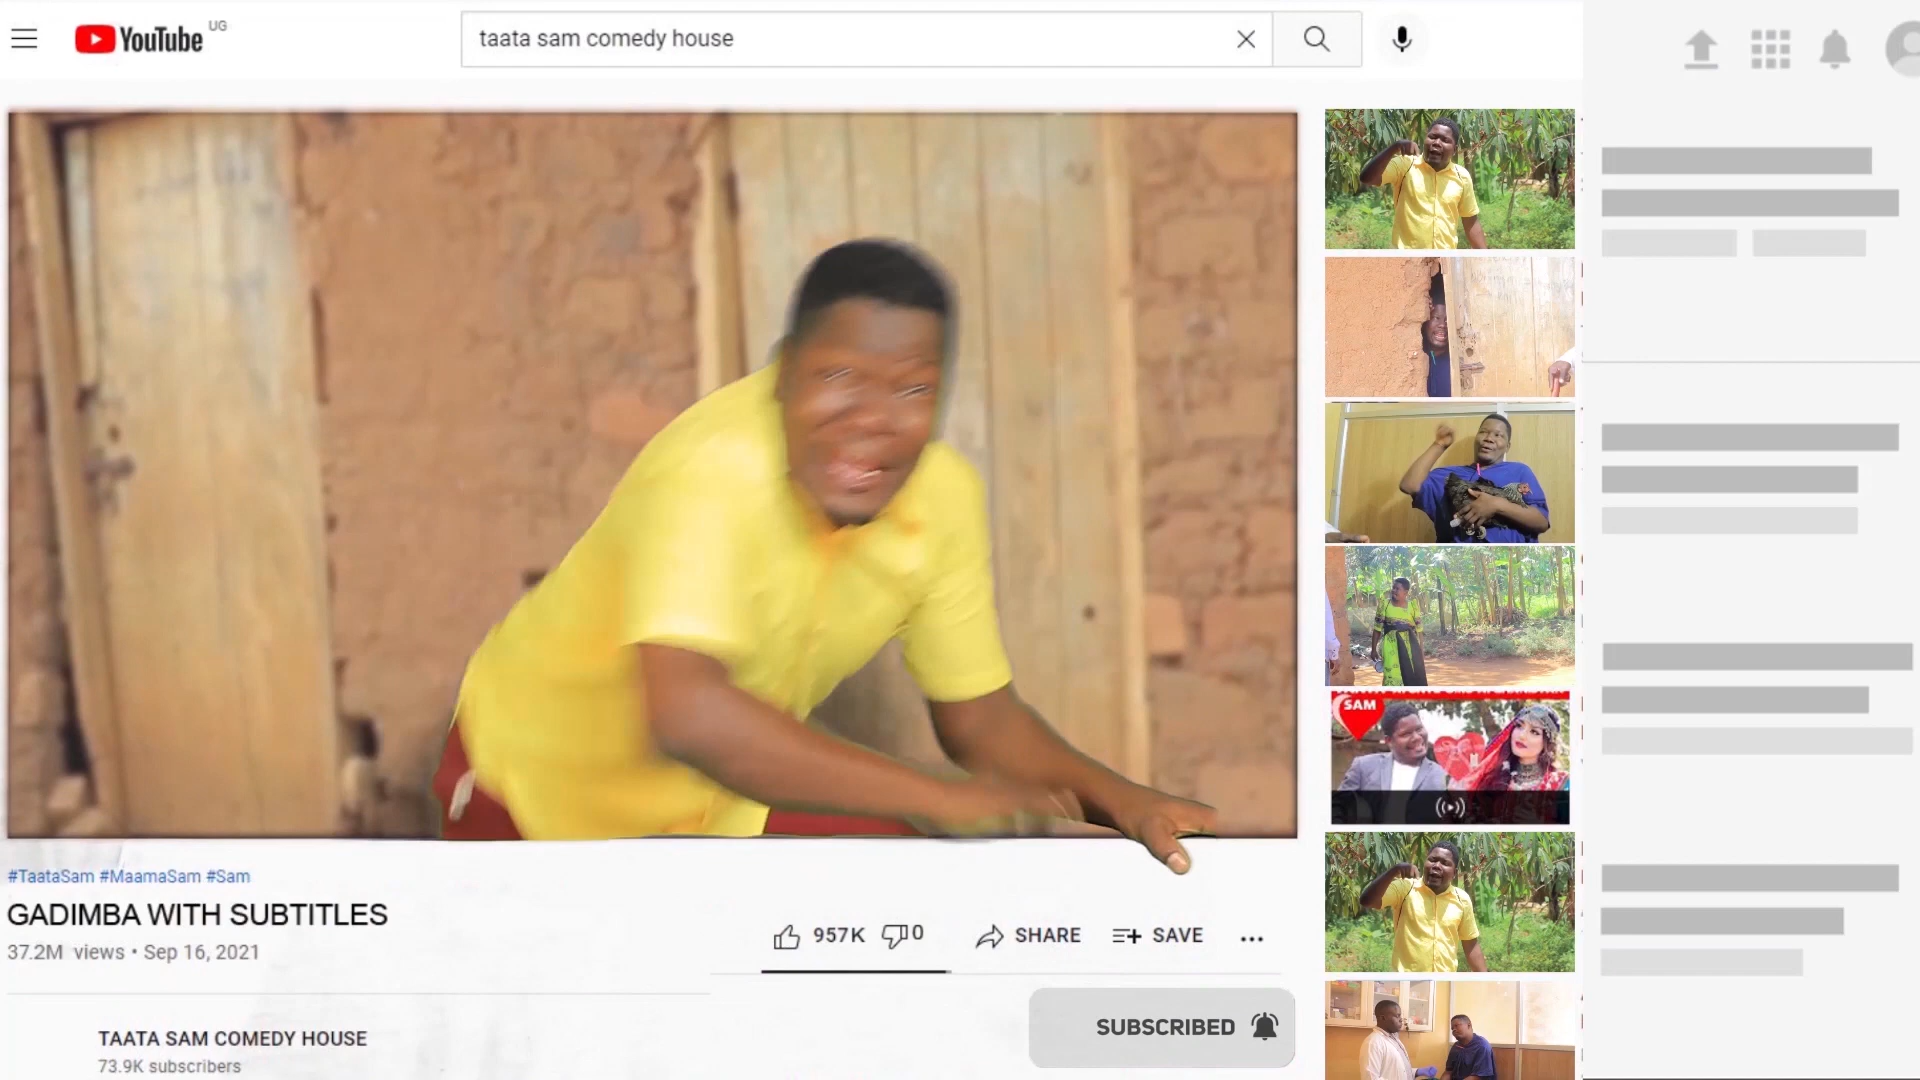 YouTube UG
taata sam comedy house
SAM
#TaataSam #MaamaSam #Sam
GADIMBA WITH SUBTITLES
37.2M views • Sep 16, 2021
957K 0 SHARE SAVE
TAATA SAM COMEDY HOUSE
73.9K subscribers
SUBSCRIBED